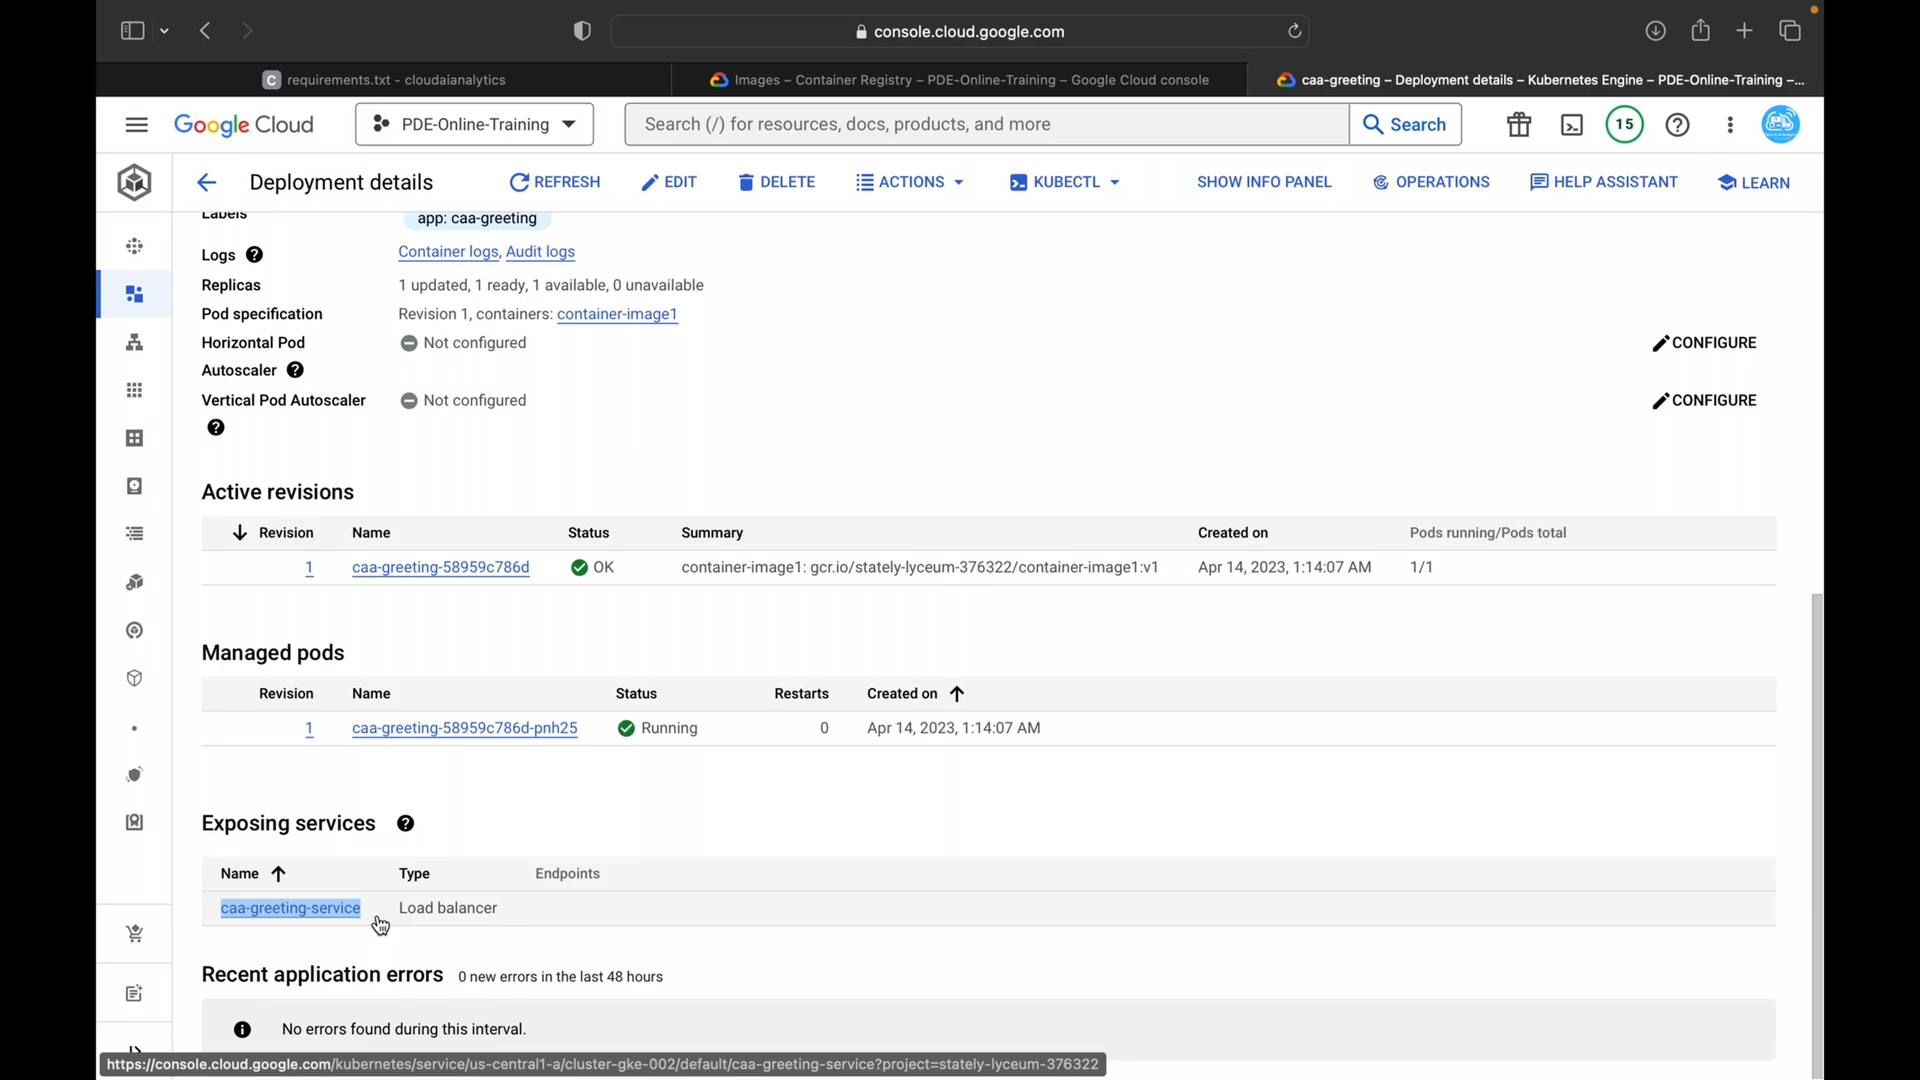 console.cloud.google.com
C requirements.txt - cloudaianalytics
Images – Container Registry – PDE-Online-Training – Google Cloud console
caa-greeting – Deployment details – Kubernetes Engine – PDE-Online-Training –...
Google Cloud
PDE-Online-Training
Search (/) for resources, docs, products, and more
Search
15
Deployment details
REFRESH
EDIT
DELETE
ACTIONS
KUBECTL
SHOW INFO PANEL
OPERATIONS
HELP ASSISTANT
LEARN
Labels app: caa-greeting
Logs Container logs, Audit logs
Replicas 1 updated, 1 ready, 1 available, 0 unavailable
Pod specification Revision 1, containers: container-image1
Horizontal Pod Not configured CONFIGURE
Autoscaler
Vertical Pod Autoscaler Not configured CONFIGURE
Active revisions
Revision Name Status Summary Created on Pods running/Pods total
1 caa-greeting-58959c786d OK container-image1: gcr.io/stately-lyceum-376322/container-image1:v1 Apr 14, 2023, 1:14:07 AM 1/1
Managed pods
Revision Name Status Restarts Created on
1 caa-greeting-58959c786d-pnh25 Running 0 Apr 14, 2023, 1:14:07 AM
Exposing services
Name Type Endpoints
caa-greeting-service Load balancer
Recent application errors 0 new errors in the last 48 hours
No errors found during this interval.
https://console.cloud.google.com/kubernetes/service/us-central1-a/cluster-gke-002/default/caa-greeting-service?project=stately-lyceum-376322